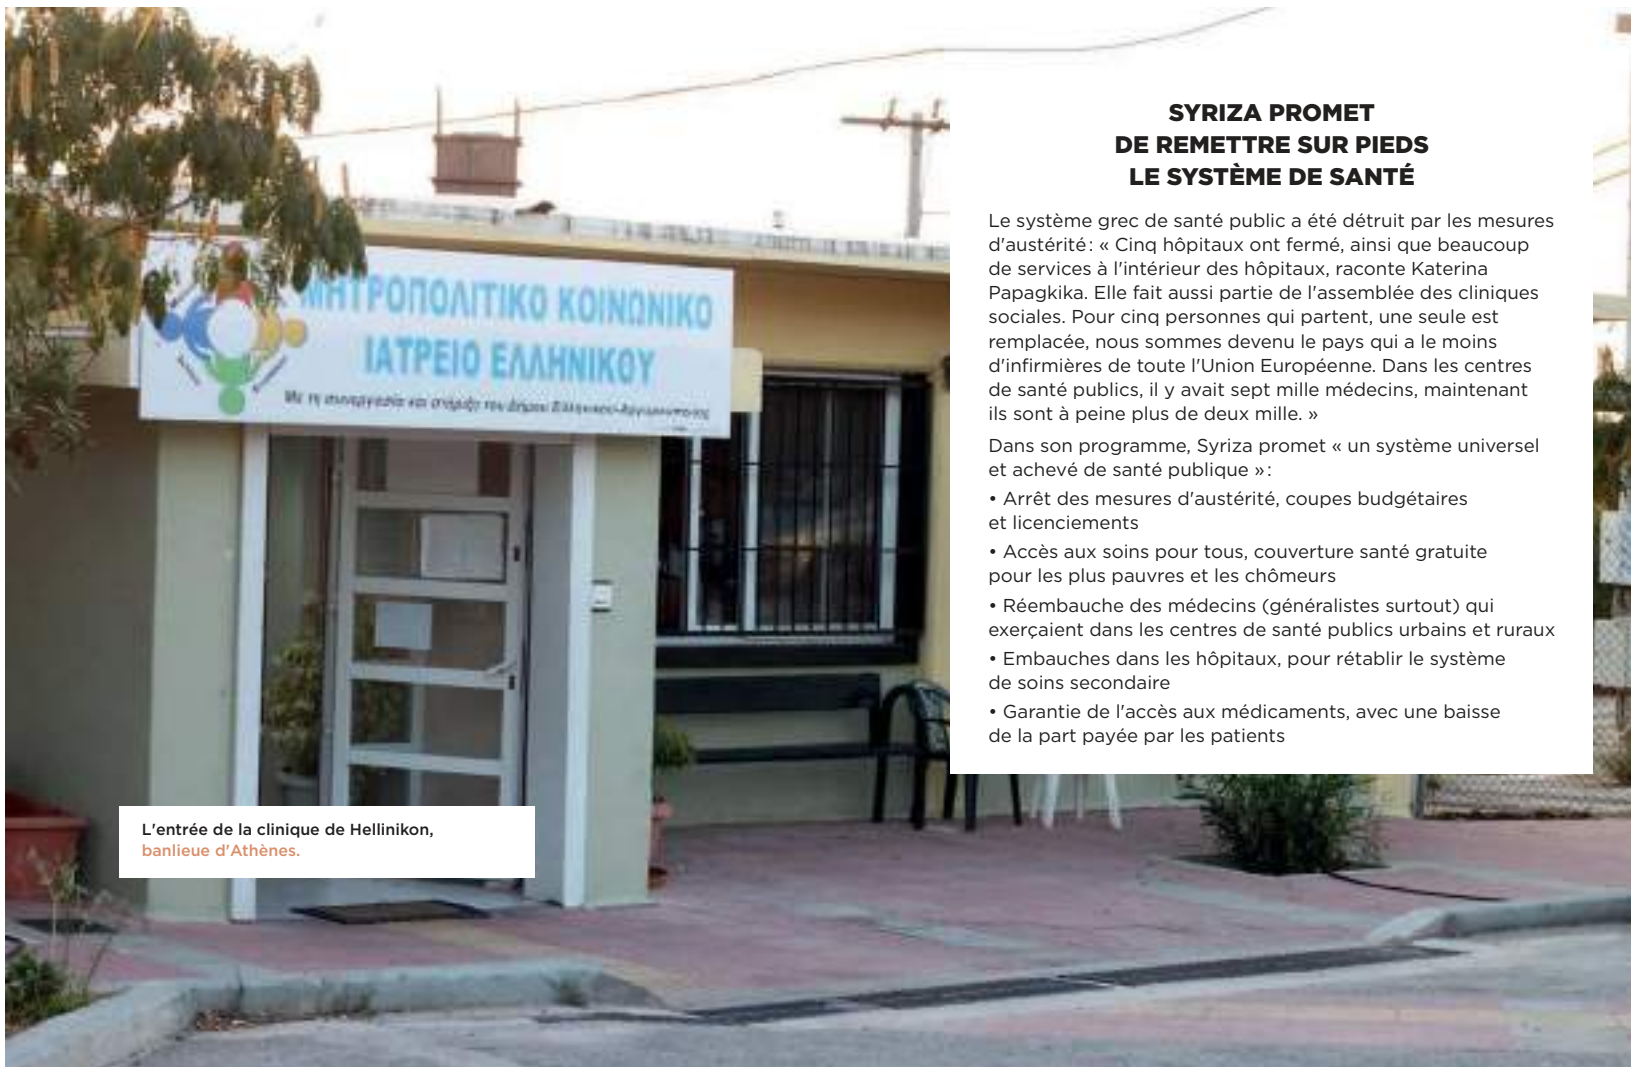 ΜΗΤΡΟΠΟΛΙΤΙΚΟ ΚΟΙΝΩΝΙΚΟ
ΙΑΤΡΕΙΟ ΕΛΛΗΝΙΚΟΥ
Με τη συνεργασία και στήριξη του Δήμου Ελληνικού-Αργυρούπολης
SYRIZA PROMET
DE REMETTRE SUR PIEDS
LE SYSTÈME DE SANTÉ
Le système grec de santé public a été détruit par les mesures
d'austérité : « Cinq hôpitaux ont fermé, ainsi que beaucoup
de services à l'intérieur des hôpitaux, raconte Katerina
Papagkika. Elle fait aussi partie de l'assemblée des cliniques
sociales. Pour cinq personnes qui partent, une seule est
remplacée, nous sommes devenu le pays qui a le moins
d'infirmières de toute l'Union Européenne. Dans les centres
de santé publics, il y avait sept mille médecins, maintenant
ils sont à peine plus de deux mille. »
Dans son programme, Syriza promet « un système universel
et achevé de santé publique » :
• Arrêt des mesures d'austérité, coupes budgétaires
et licenciements
• Accès aux soins pour tous, couverture santé gratuite
pour les plus pauvres et les chômeurs
• Réembauche des médecins (généralistes surtout) qui
exerçaient dans les centres de santé publics urbains et ruraux
• Embauches dans les hôpitaux, pour rétablir le système
de soins secondaire
• Garantie de l'accès aux médicaments, avec une baisse
de la part payée par les patients
L'entrée de la clinique de Hellinikon,
banlieue d'Athènes.